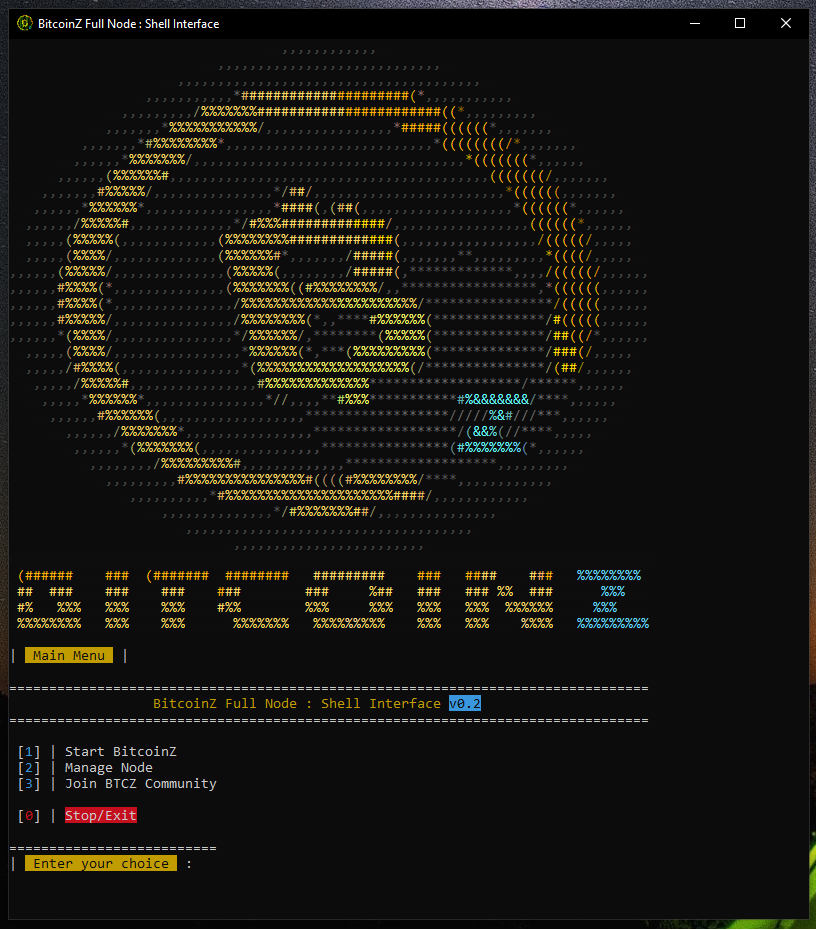 BitcoinZ Full Node : Shell Interface
BITCOINZ
| Main Menu |
BitcoinZ Full Node : Shell Interface v0.2
[1] | Start BitcoinZ
[2] | Manage Node
[3] | Join BTCZ Community
[0] | Stop/Exit
| Enter your choice :